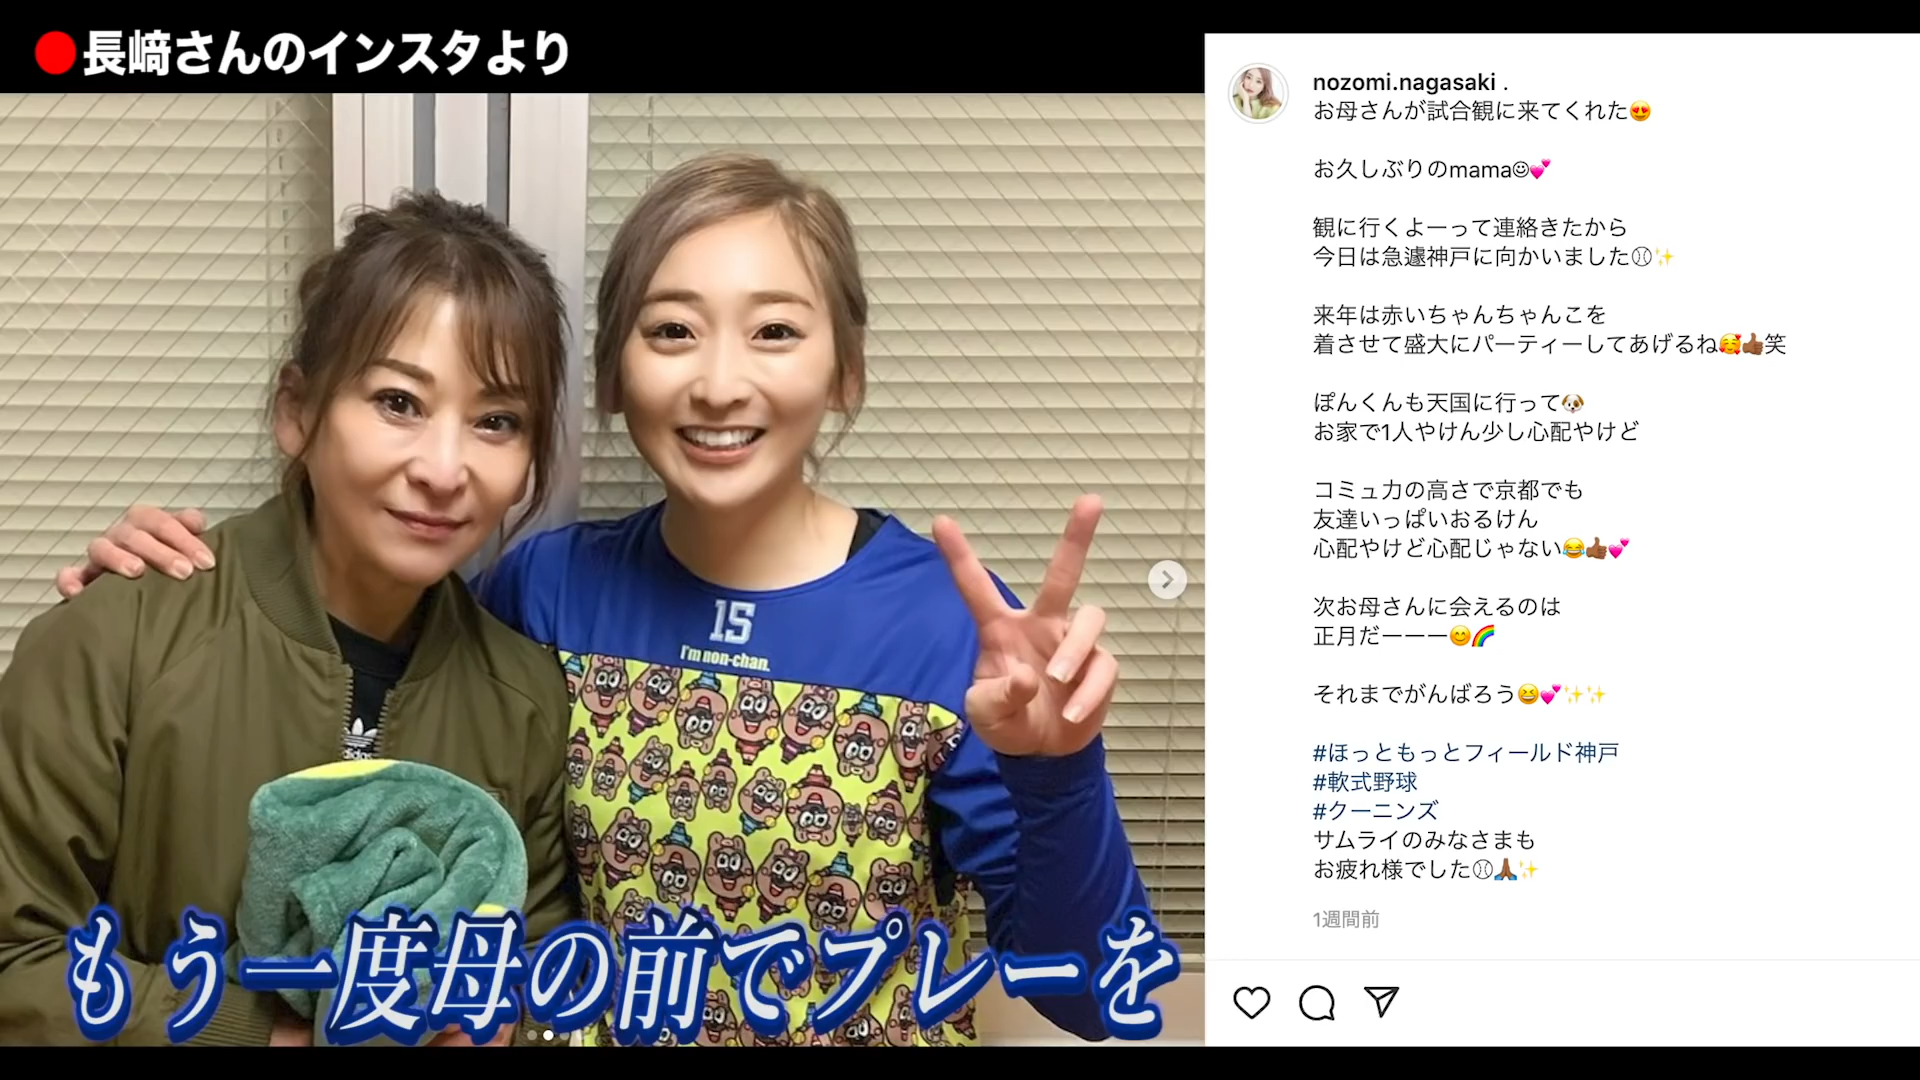 ●長﨑さんのインスタより
15
I'm non-chan.
adidas
もう一度母の前でプレーを
nozomi.nagasaki .
お母さんが試合観に来てくれた😍
お久しぶりのmama☺💕
観に行くよーって連絡きたから
今日は急遽神戸に向かいました⚾✨
来年は赤いちゃんちゃんこを
着させて盛大にパーティーしてあげるね🥰👍🏾笑
ぽんくんも天国に行って🐶
お家で1人やけん少し心配やけど
コミュ力の高さで京都でも
友達いっぱいおるけん
心配やけど心配じゃない😂👍🏾💕
次お母さんに会えるのは
正月だーーー😊🌈
それまでがんばろう😆💕✨✨
#ほっともっとフィールド神戸
#軟式野球
#クーニンズ
サムライのみなさまも
お疲れ様でした⚾🙏🏾✨
1週間前